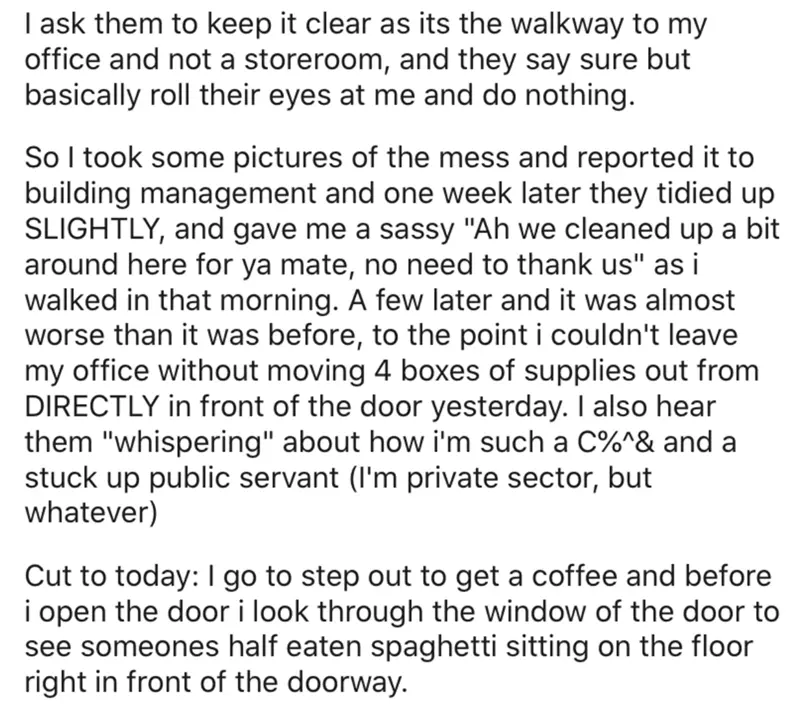 I ask them to keep it clear as its the walkway to my
office and not a storeroom, and they say sure but
basically roll their eyes at me and do nothing.
So I took some pictures of the mess and reported it to
building management and one week later they tidied up
SLIGHTLY, and gave me a sassy "Ah we cleaned up a bit
around here for ya mate, no need to thank us" as i
walked in that morning. A few later and it was almost
worse than it was before, to the point i couldn't leave
my office without moving 4 boxes of supplies out from
DIRECTLY in front of the door yesterday. I also hear
them "whispering" about how i'm such a C%^& and a
stuck up public servant (I'm private sector, but
whatever)
Cut to today: I go to step out to get a coffee and before
i open the door i look through the window of the door to
see someones half eaten spaghetti sitting on the floor
right in front of the doorway.